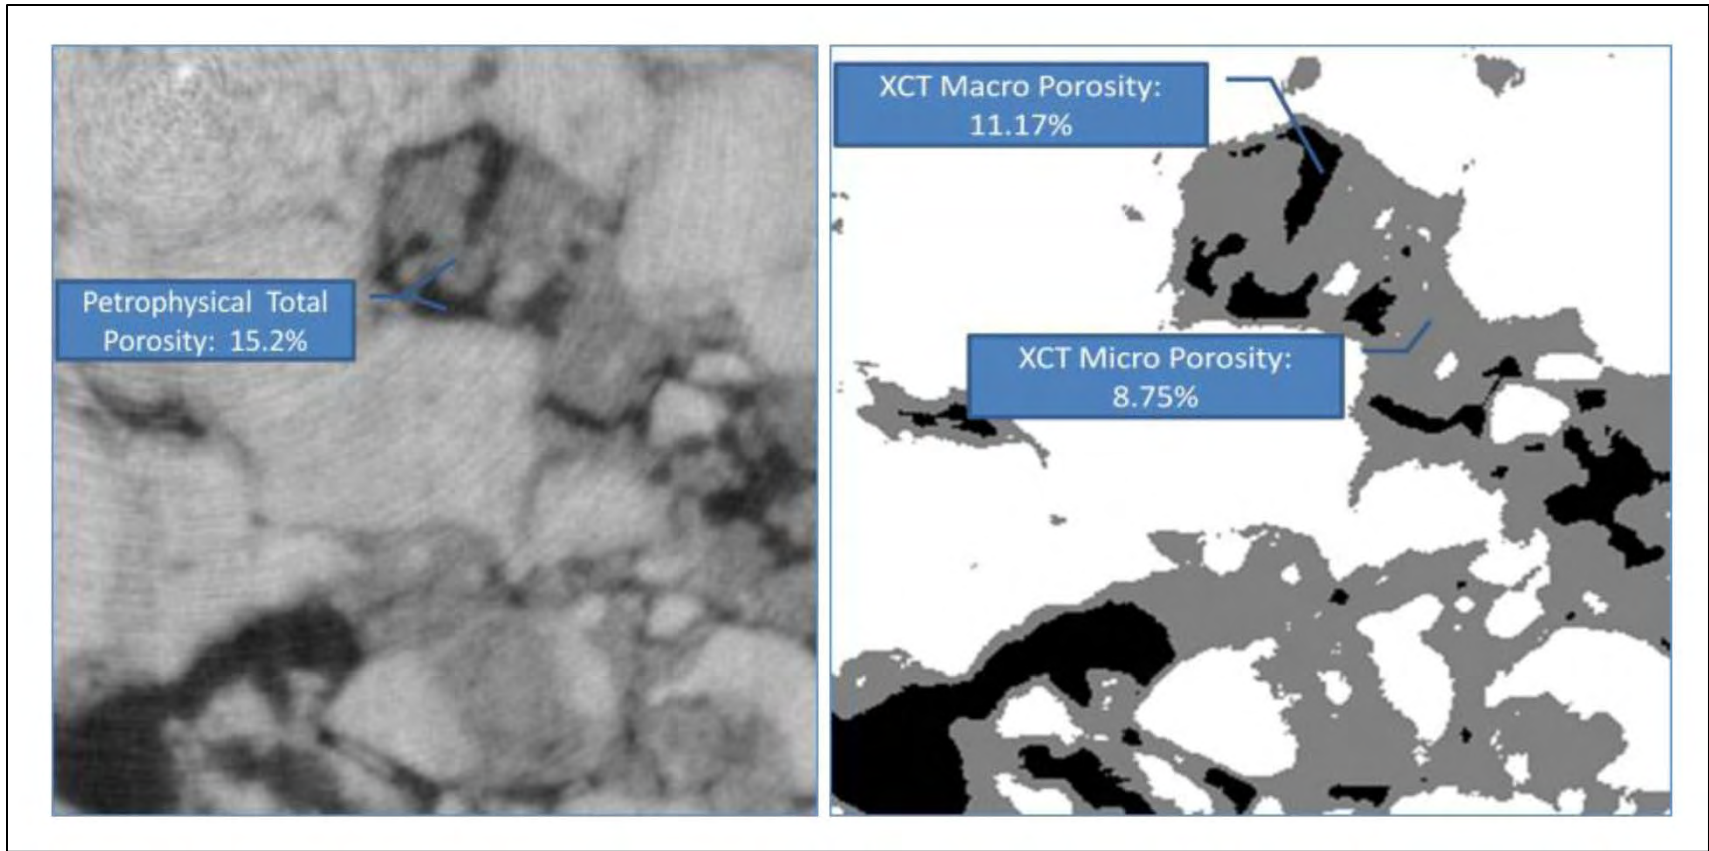 Petrophysical Total
Porosity: 15.2%
XCT Macro Porosity:
11.17%
XCT Micro Porosity:
8.75%